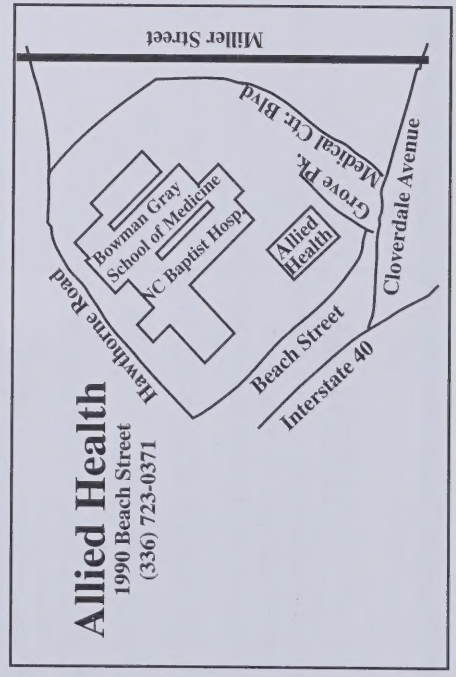 Allied Health
1990 Beach Street
(336) 723-0371
Hawthorne Road
Bowman Gray
School of Medicine
NC Baptist Hosp.
Allied
Health
Beach Street
Interstate 40
Grove Pk.
Medical Ctr. Blvd
Cloverdale Avenue
Miller Street